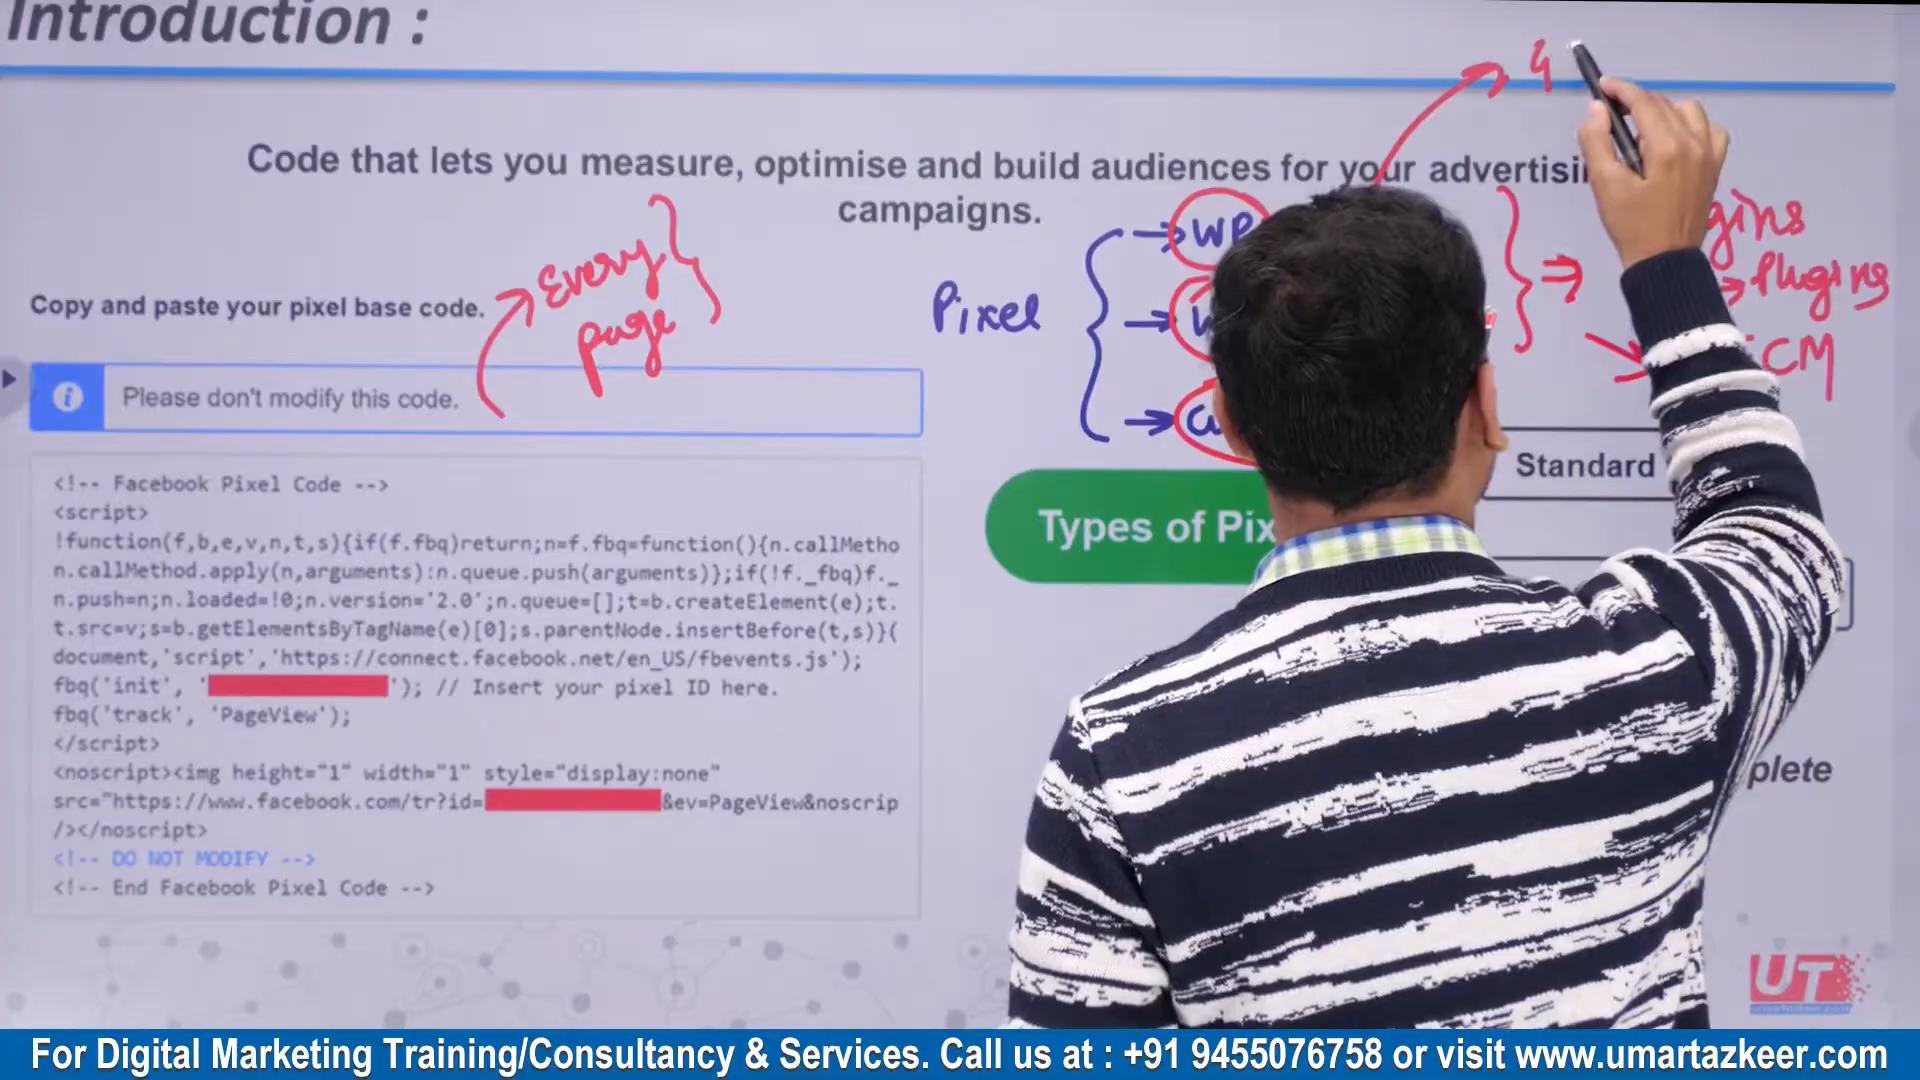 Introduction :
Code that lets you measure, optimise and build audiences for your
campaigns.
Every
page
Copy and paste your pixel base code.
Pixel
WP
Plugins
Please don't modify this code.
Standard
<!-- Facebook Pixel Code -->
<script>
!function(f,b,e,v,n,t,s){if(f.fbq)return;n=f.fbq=function(){n.callMetho
n.callMethod.apply(n,arguments):n.queue.push(arguments)};if(!f._fbq)f._
n.push=n;n.loaded=!0;n.version='2.0';n.queue=[];t=b.createElement(e);t.
t.src=v;s=b.getElementsByTagName(e)[0];s.parentNode.insertBefore(t,s)}(
document,'script','https://connect.facebook.net/en_US/fbevents.js');
fbq('init', ' '); // Insert your pixel ID here.
fbq('track', 'PageView');
</script>
<noscript><img height="1" width="1" style="display:none"
src="https://www.facebook.com/tr?id= &ev=PageView&noscrip
/></noscript>
<!-- DO NOT MODIFY -->
<!-- End Facebook Pixel Code -->
Types of
plete
UT
umartazkeer.com
For Digital Marketing Training/Consultancy & Services. Call us at : +91 9455076758 or visit www.umartazkeer.com